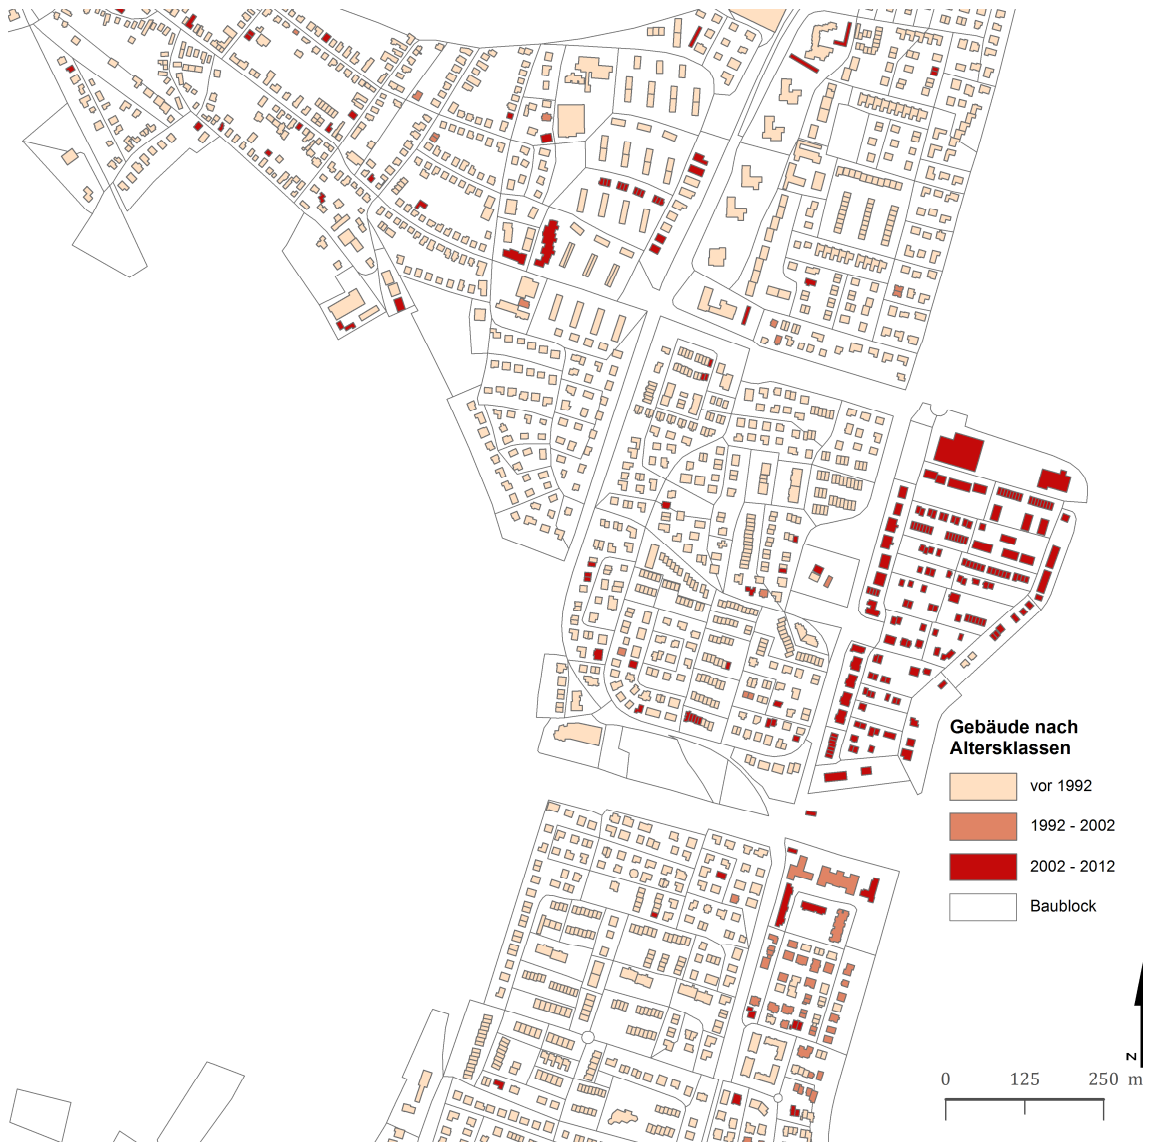 Gebäude nach
Altersklassen
vor 1992
1992 - 2002
2002 - 2012
Baublock
N
0 125 250 m